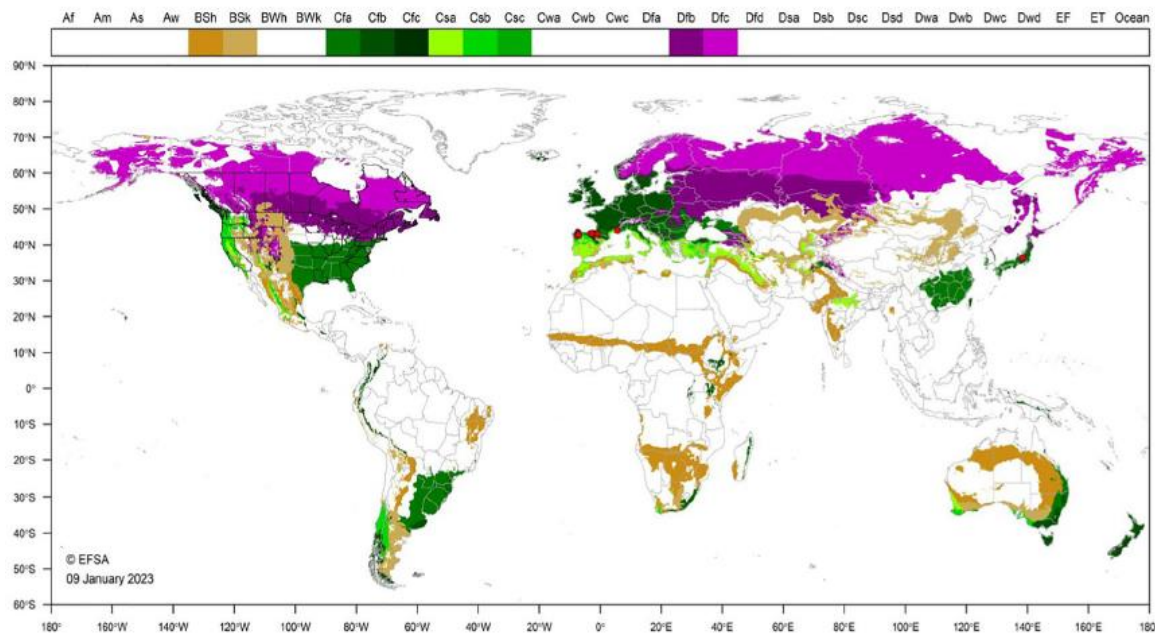 Af Am As Aw BSh BSk BWh BWk Cfa Cfb Cfc Csa Csb Csc Cwa Cwb Cwc Dfa Dfb Dfc Dfd Dsa Dsb Dsc Dsd Dwa Dwb Dwc Dwd EF ET Ocean
90°N
80°N
70°N
60°N
50°N
40°N
30°N
20°N
10°N
0°
10°S
20°S
30°S
40°S
50°S
60°S
© EFSA
09 January 2023
180° 160°W 140°W 120°W 100°W 80°W 60°W 40°W 20°W 0° 20°E 40°E 60°E 80°E 100°E 120°E 140°E 160°E 180°